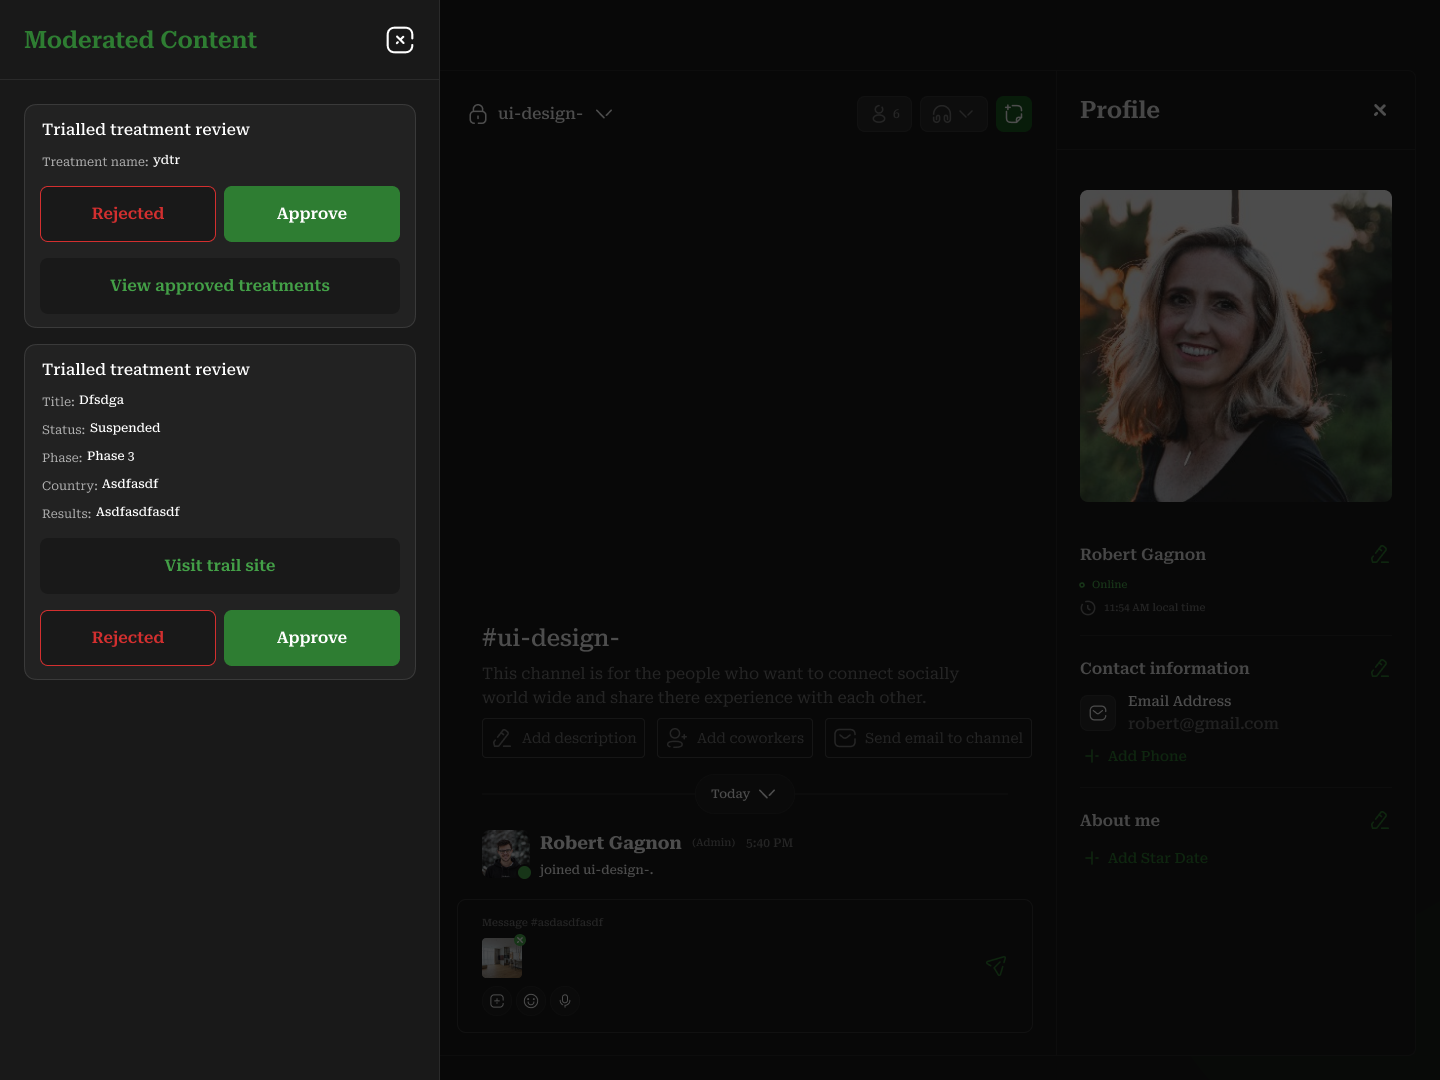 Moderated Content
Trialled treatment review
Treatment name: ydtr
Rejected
Approve
View approved treatments
Trialled treatment review
Title: Dfsdga
Status: Suspended
Phase: Phase 3
Country: Asdfasdf
Results: Asdfasdfasdf
Visit trail site
Rejected
Approve
ui-design-
6
#ui-design-
This channel is for the people who want to connect socially
world wide and share there experience with each other.
Add description
Add coworkers
Send email to channel
Today
Robert Gagnon (Admin) 5:40 PM
joined ui-design-.
Message #asdasdfasdf
Profile
Robert Gagnon
Online
11:54 AM local time
Contact information
Email Address
robert@gmail.com
Add Phone
About me
Add Star Date